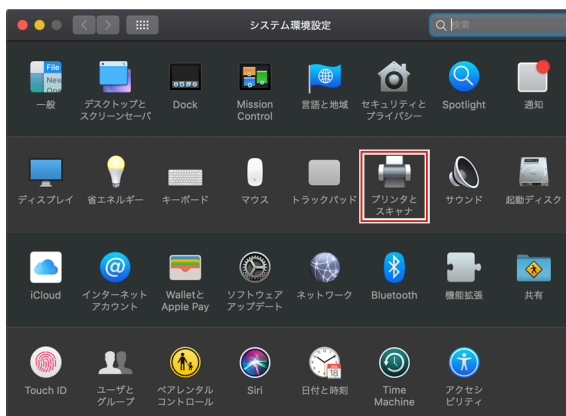 システム環境設定
検索
File
New
Ope
一般
デスクトップと
スクリーンセーバ
Dock
Mission
Control
言語と地域
セキュリティと
プライバシー
Spotlight
通知
ディスプレイ
省エネルギー
キーボード
マウス
トラックパッド
プリンタと
スキャナ
サウンド
起動ディスク
iCloud
@
インターネット
アカウント
Walletと
Apple Pay
ソフトウェア
アップデート
ネットワーク
Bluetooth
機能拡張
共有
Touch ID
ユーザと
グループ
ペアレンタル
コントロール
Siri
18
日付と時刻
Time
Machine
アクセシ
ビリティ